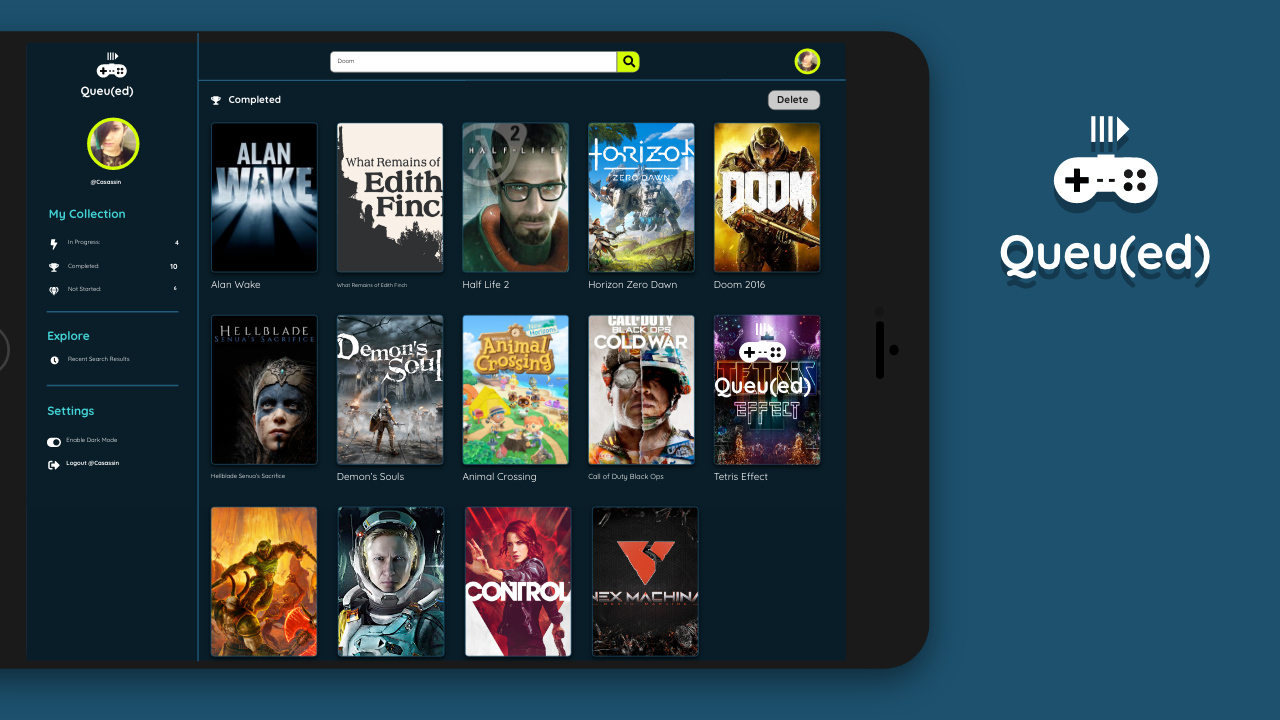 Queu(ed)
@Cosassin
My Collection
In Progress: 4
Completed: 10
Not Started: 6
Explore
Recent Search Results
Settings
Enable Dark Mode
Logout @Cosassin
Doom
Completed
Delete
ALAN
WAKE
What Remains of
Edith
Finch
2
HALF-LIFE²
HORIZON
ZERO DAWN
DOOM
Alan Wake
What Remains of Edith Finch
Half Life 2
Horizon Zero Dawn
Doom 2016
HELLBLADE
SENUA'S SACRIFICE
Demon's
Soul
New Horizons
Animal
Crossing
CALL OF DUTY
BLACK OPS
COLD WAR
TETRIS
Queu(ed)
EFFECT
Hellblade Senua's Sacrifice
Demon's Souls
Animal Crossing
Call of Duty Black Ops
Tetris Effect
CONTROL
NEX MACHINA
Queu(ed)